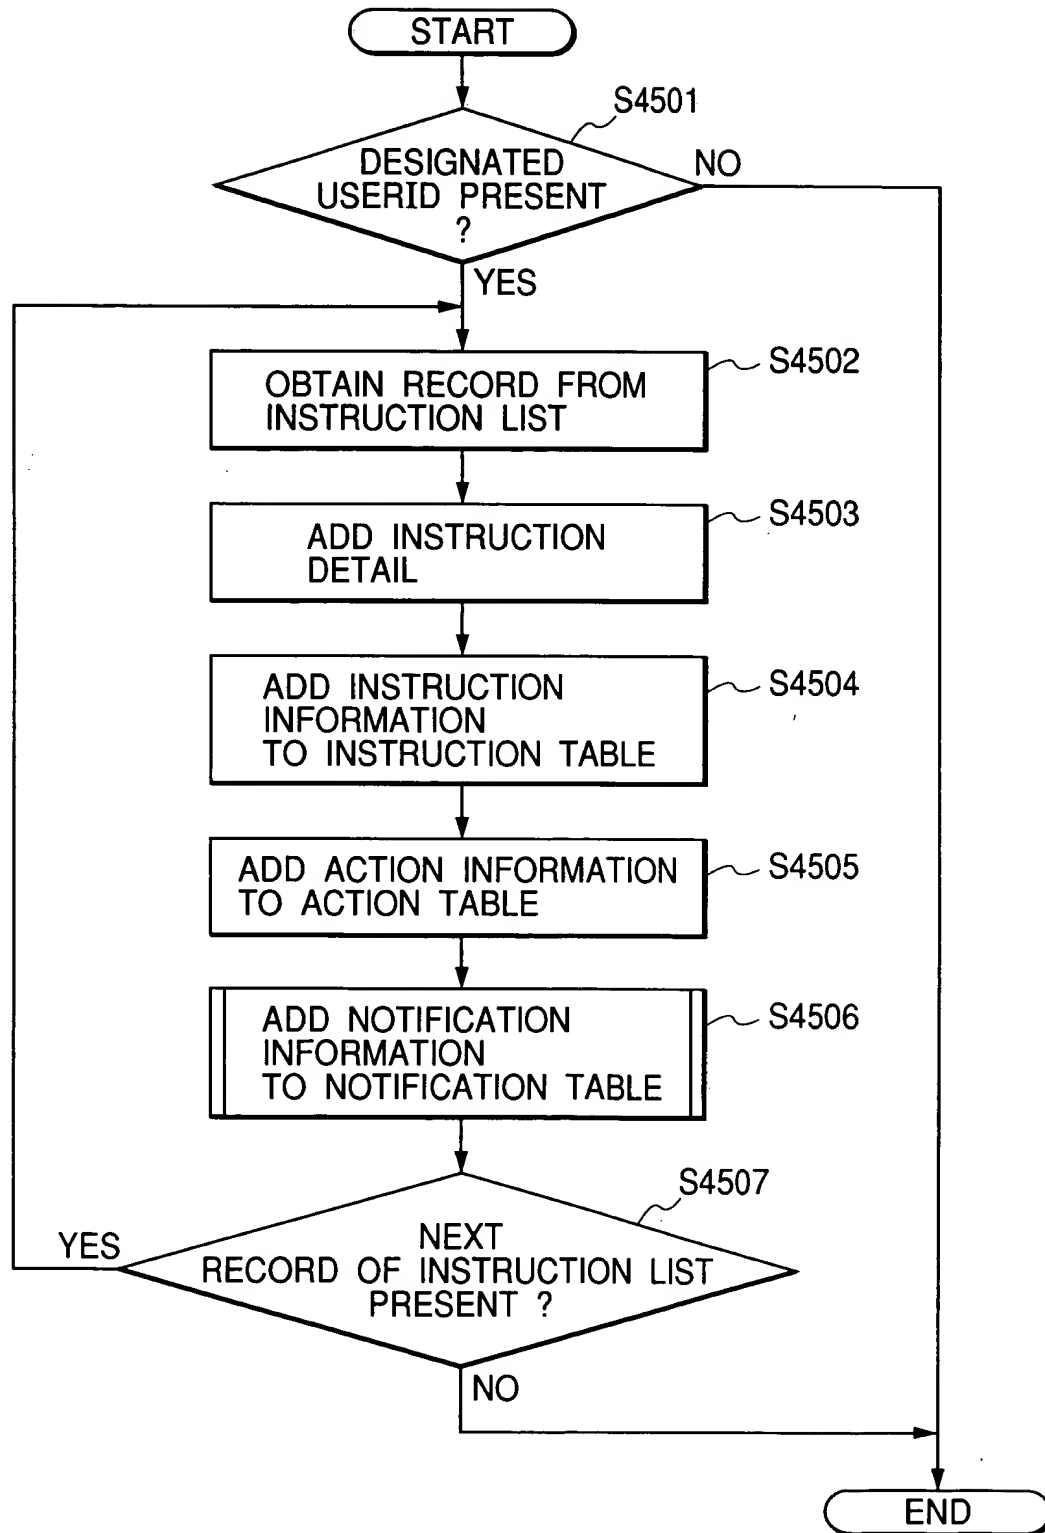 START
S4501
DESIGNATED
USERID PRESENT
?
NO
YES
OBTAIN RECORD FROM
INSTRUCTION LIST
S4502
ADD INSTRUCTION
DETAIL
S4503
ADD INSTRUCTION
INFORMATION
TO INSTRUCTION TABLE
S4504
ADD ACTION INFORMATION
TO ACTION TABLE
S4505
ADD NOTIFICATION
INFORMATION
TO NOTIFICATION TABLE
S4506
S4507
YES
NEXT
RECORD OF INSTRUCTION LIST
PRESENT ?
NO
END